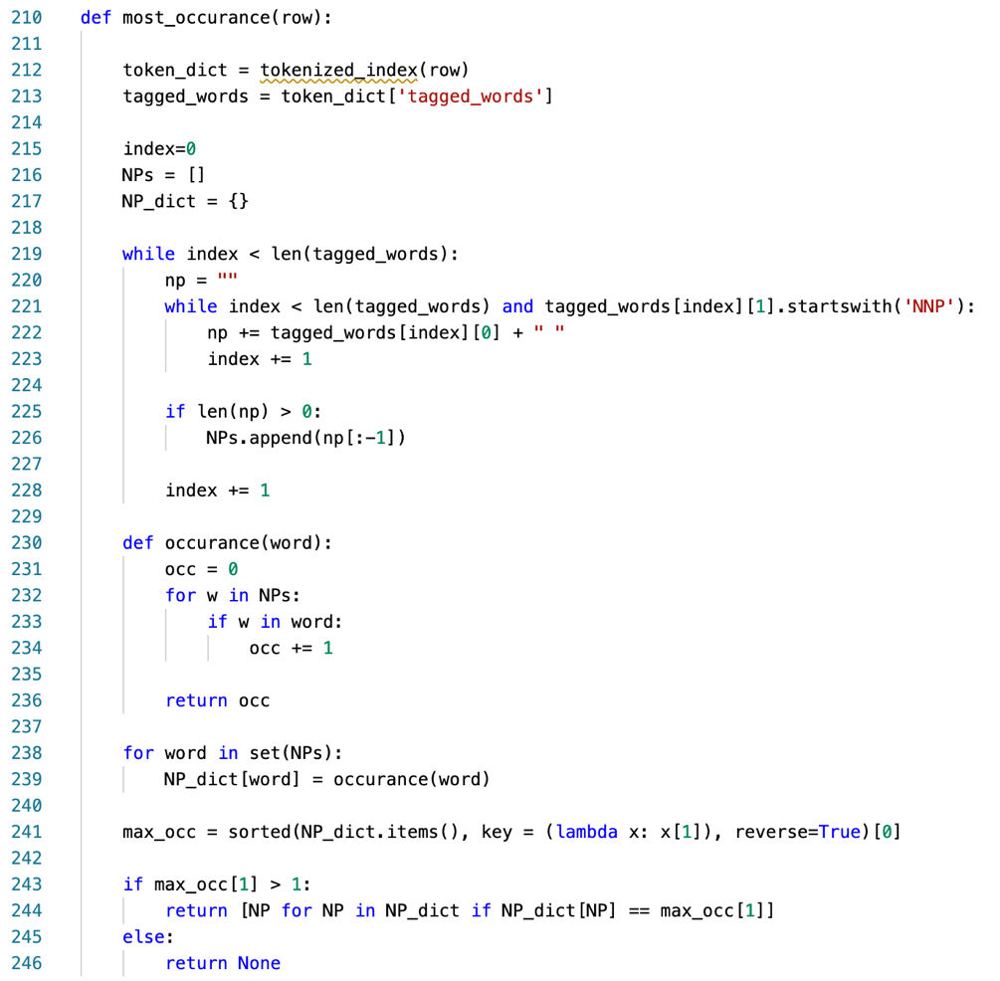 210 def most_occurance(row):
211
212     token_dict = tokenized_index(row)
213     tagged_words = token_dict['tagged_words']
214
215     index=0
216     NPs = []
217     NP_dict = {}
218
219     while index < len(tagged_words):
220         np = ""
221         while index < len(tagged_words) and tagged_words[index][1].startswith('NNP'):
222             np += tagged_words[index][0] + " "
223             index += 1
224
225         if len(np) > 0:
226             NPs.append(np[:-1])
227
228         index += 1
229
230     def occurance(word):
231         occ = 0
232         for w in NPs:
233             if w in word:
234                 occ += 1
235
236         return occ
237
238     for word in set(NPs):
239         NP_dict[word] = occurance(word)
240
241     max_occ = sorted(NP_dict.items(), key = (lambda x: x[1]), reverse=True)[0]
242
243     if max_occ[1] > 1:
244         return [NP for NP in NP_dict if NP_dict[NP] == max_occ[1]]
245     else:
246         return None